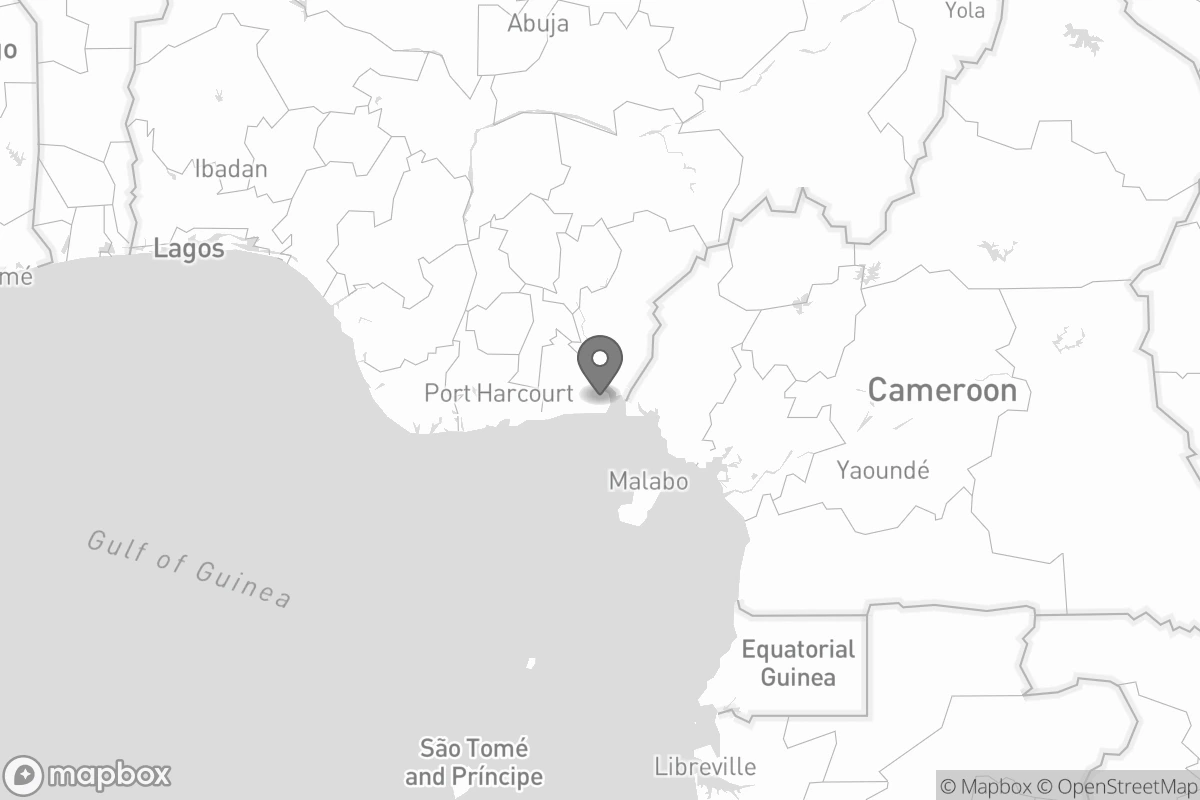 Abuja
Yola
go
Ibadan
Lagos
mé
Port Harcourt
Cameroon
Yaoundé
Malabo
Gulf of Guinea
Equatorial
Guinea
São Tomé
and Príncipe
Libreville
mapbox
© Mapbox © OpenStreetMap